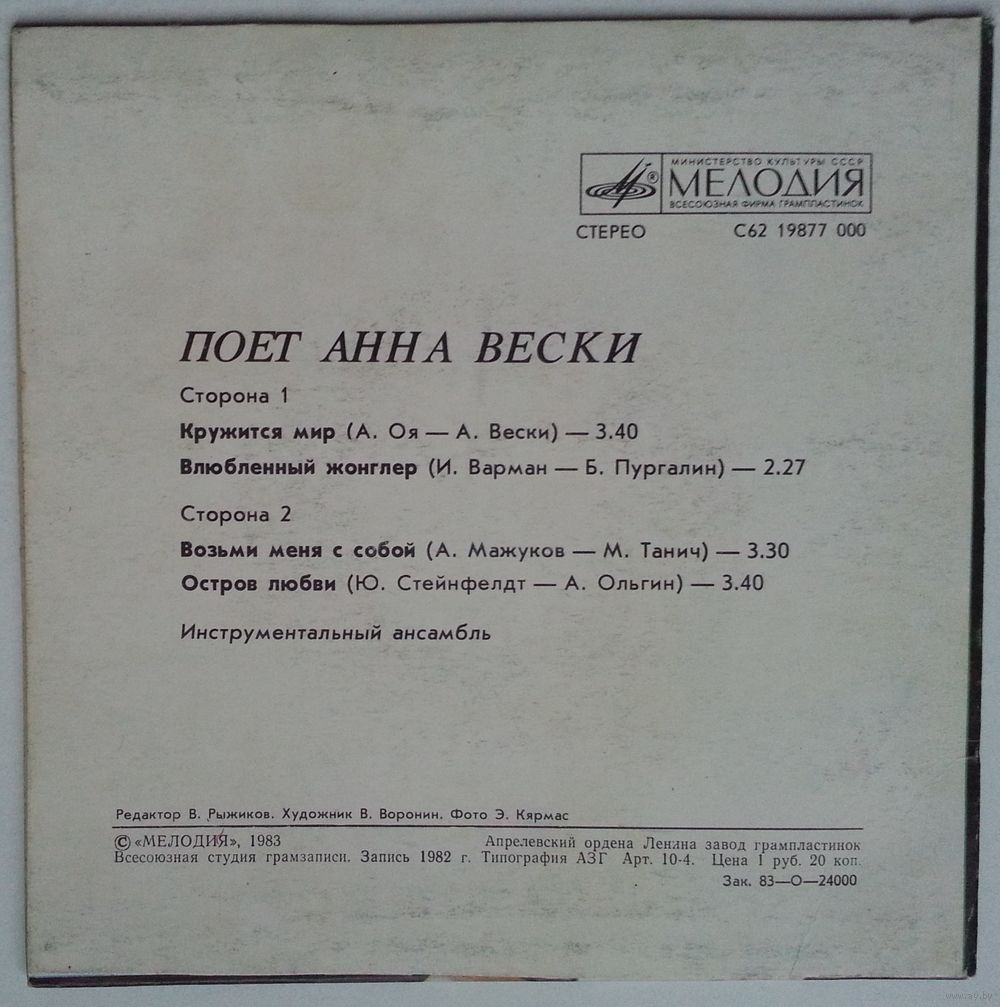 МИНИСТЕРСТВО КУЛЬТУРЫ СССР
МЕЛОДИЯ
ВСЕСОЮЗНАЯ ФИРМА ГРАМПЛАСТИНОК
СТЕРЕО С62 19877 000
ПОЕТ АННА ВЕСКИ
Сторона 1
Кружится мир (А. Оя — А. Вески) — 3.40
Влюбленный жонглер (И. Варман — Б. Пургалин) — 2.27
Сторона 2
Возьми меня с собой (А. Мажуков — М. Танич) — 3.30
Остров любви (Ю. Стейнфелдт — А. Ольгин) — 3.40
Инструментальный ансамбль
Редактор В. Рыжиков. Художник В. Воронин. Фото Э. Кярмас
© «МЕЛОДИЯ», 1983 Апрелевский ордена Ленина завод грампластинок
Всесоюзная студия грамзаписи. Запись 1982 г. Типография АЗГ Арт. 10-4. Цена 1 руб. 20 коп.
Зак. 83—О—24000
www.ay.by